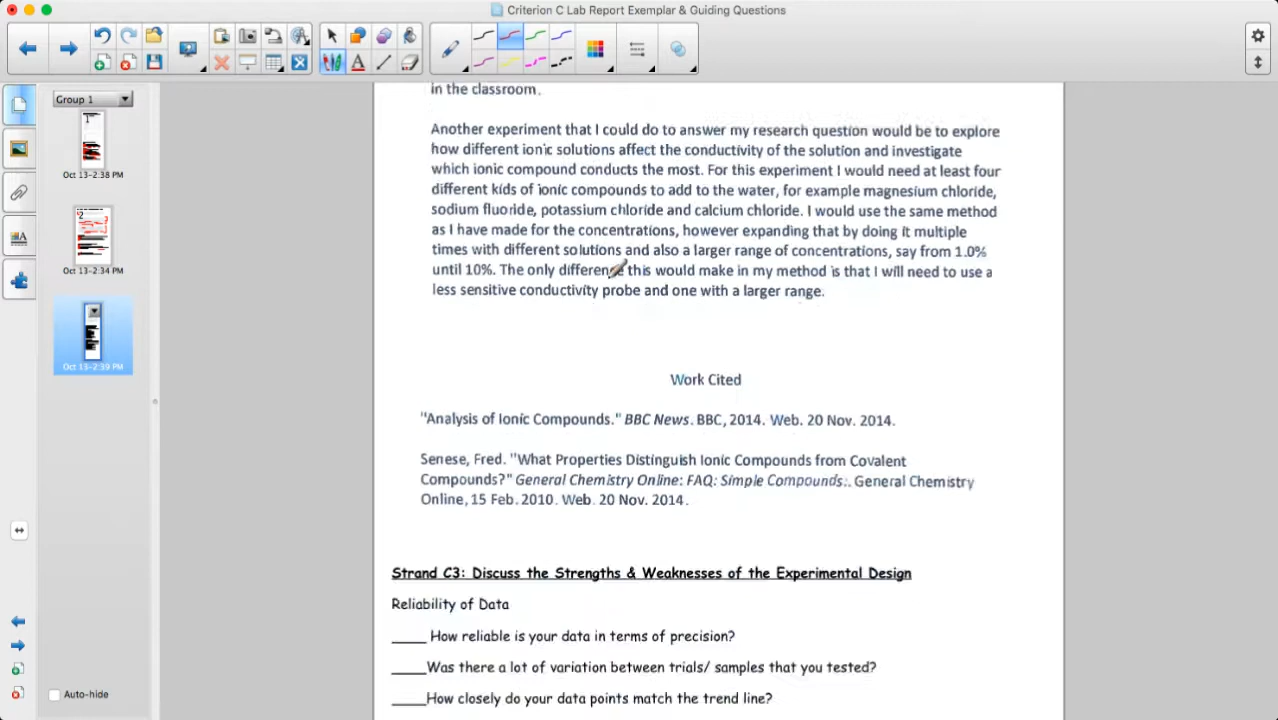 Criterion C Lab Report Exemplar & Guiding Questions
Group 1
Oct 13-2:38 PM
Oct 13-2:34 PM
Oct 13-2:39 PM
Auto-hide
in the classroom.
Another experiment that I could do to answer my research question would be to explore
how different ionic solutions affect the conductivity of the solution and investigate
which ionic compound conducts the most. For this experiment I would need at least four
different kids of ionic compounds to add to the water, for example magnesium chloride,
sodium fluoride, potassium chloride and calcium chloride. I would use the same method
as I have made for the concentrations, however expanding that by doing it multiple
times with different solutions and also a larger range of concentrations, say from 1.0%
until 10%. The only difference this would make in my method is that I will need to use a
less sensitive conductivity probe and one with a larger range.
Work Cited
"Analysis of Ionic Compounds." BBC News. BBC, 2014. Web. 20 Nov. 2014.
Senese, Fred. "What Properties Distinguish Ionic Compounds from Covalent
Compounds?" General Chemistry Online: FAQ: Simple Compounds:. General Chemistry
Online, 15 Feb. 2010. Web. 20 Nov. 2014.
Strand C3: Discuss the Strengths & Weaknesses of the Experimental Design
Reliability of Data
____ How reliable is your data in terms of precision?
____Was there a lot of variation between trials/ samples that you tested?
____How closely do your data points match the trend line?